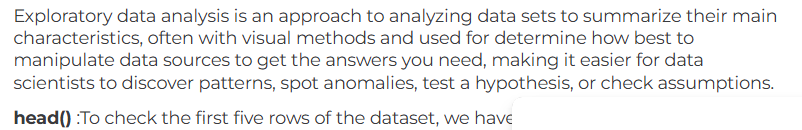 Exploratory data analysis is an approach to analyzing data sets to summarize their main
characteristics, often with visual methods and used for determine how best to
manipulate data sources to get the answers you need, making it easier for data
scientists to discover patterns, spot anomalies, test a hypothesis, or check assumptions.
head() :To check the first five rows of the dataset, we have